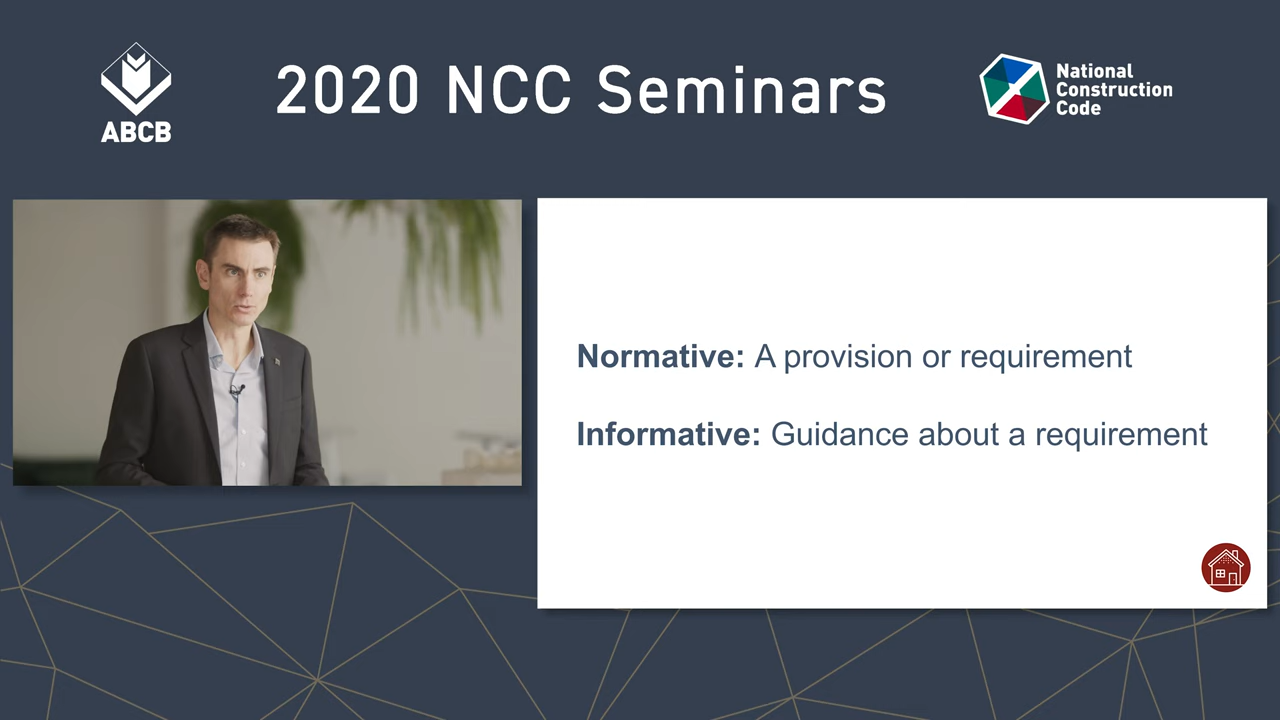 ABCB
2020 NCC Seminars
National
Construction
Code
Normative: A provision or requirement
Informative: Guidance about a requirement